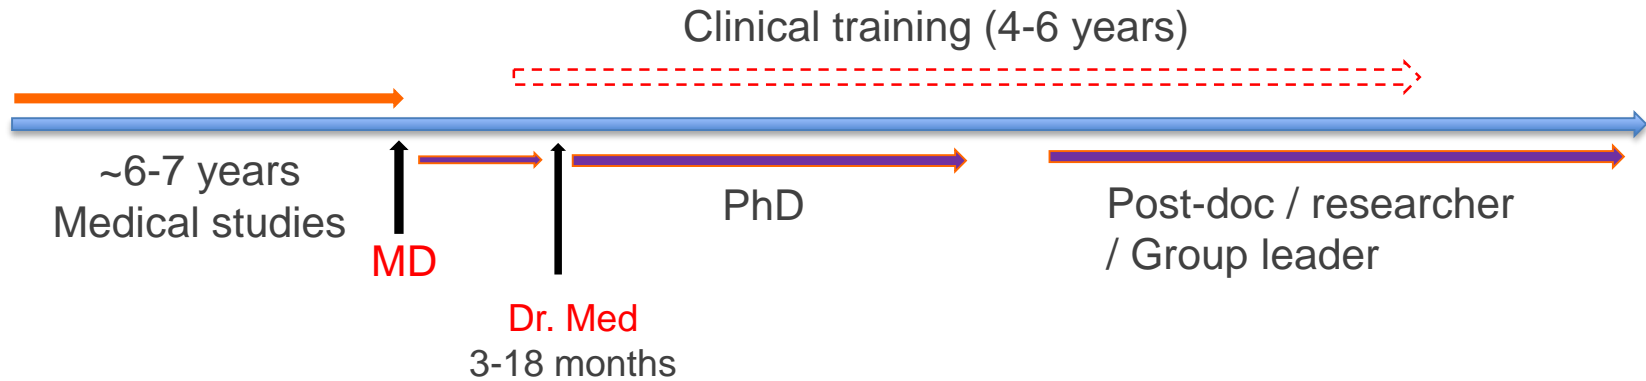 Clinical training (4-6 years)
~6-7 years
Medical studies
MD
PhD
Post-doc / researcher
/ Group leader
Dr. Med
3-18 months